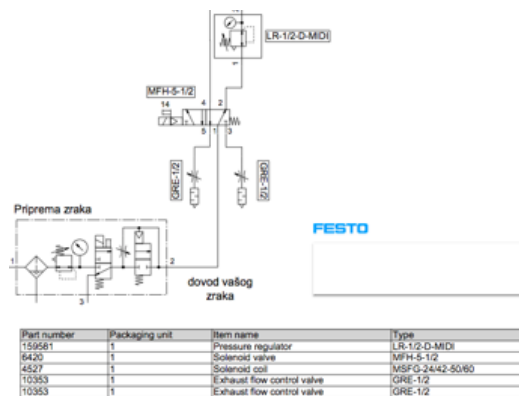 LR-1/2-D-MIDI
1
MFH-5-1/2
14
4
2
5
1
3
GRE-1/2
GRE-1/2
Priprema zraka
1
2
3
dovod vašog
zraka
FESTO
Part number Packaging unit Item name Type
159581 1 Pressure regulator LR-1/2-D-MIDI
6420 1 Solenoid valve MFH-5-1/2
4527 1 Solenoid coil MSFG-24/42-50/60
10353 1 Exhaust flow control valve GRE-1/2
10353 1 Exhaust flow control valve GRE-1/2